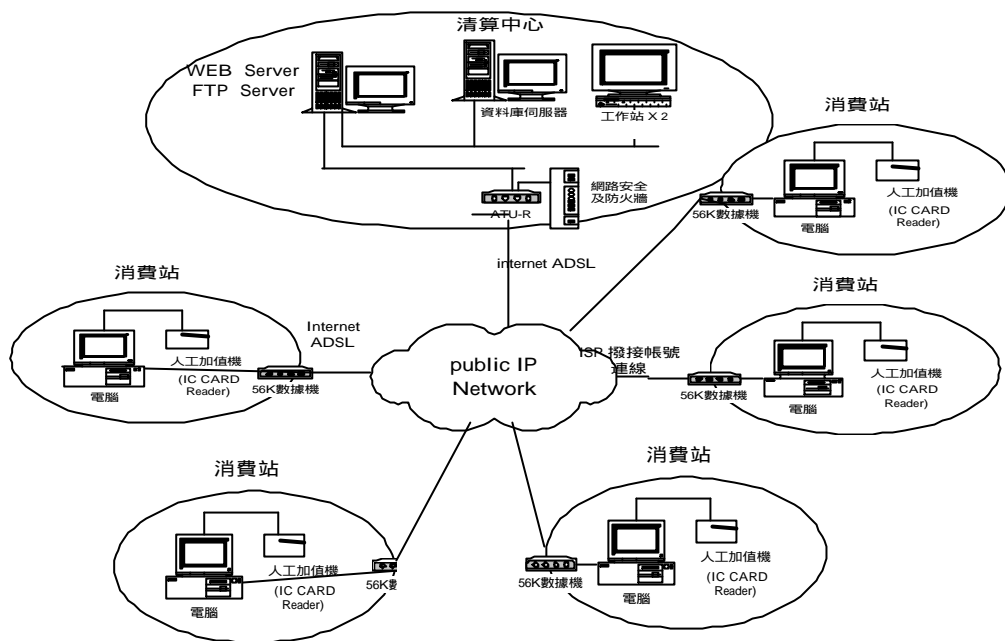 清算中心
WEB Server
FTP Server
資料庫伺服器
工作站 X 2
ATU-R
網路安全
及防火牆
internet ADSL
消費站
人工加值機
(IC CARD
Reader)
56K數據機
電腦
消費站
人工加值機
(IC CARD
Reader)
電腦
56K數據機
Internet
ADSL
public IP
Network
ISP 撥接帳號
連線
消費站
人工加值機
(IC CARD
Reader)
56K數據機
電腦
消費站
人工加值機
(IC CARD
Reader)
電腦
56K數
消費站
人工加值機
(IC CARD
Reader)
56K數據機
電腦